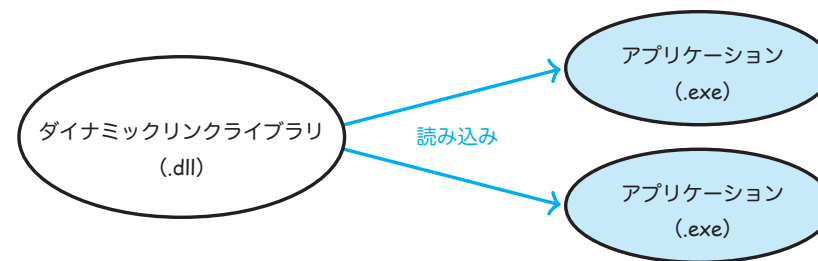 ダイナミックリンクライブラリ
（.dll）
読み込み
アプリケーション
（.exe）
アプリケーション
（.exe）